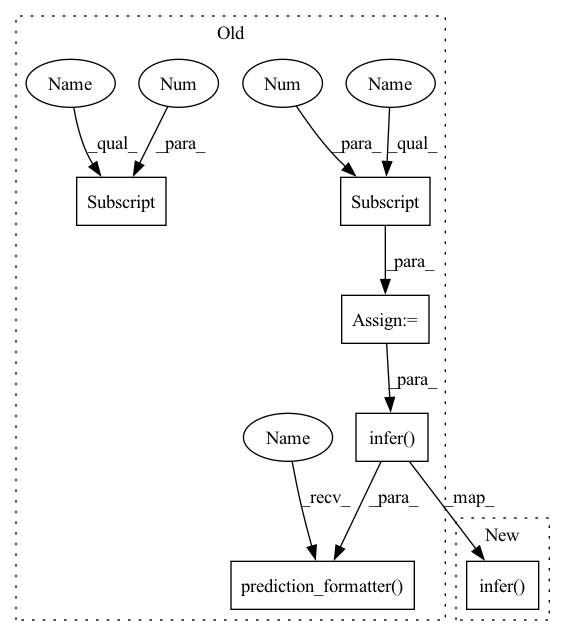 Old
Name
Num
Num
Name
_qual_
_para_
_para_
_qual_
Subscript
Subscript
_para_
Assign:=
_para_
Name
infer()
_recv_
_para_
_map_
New
prediction_formatter()
infer()